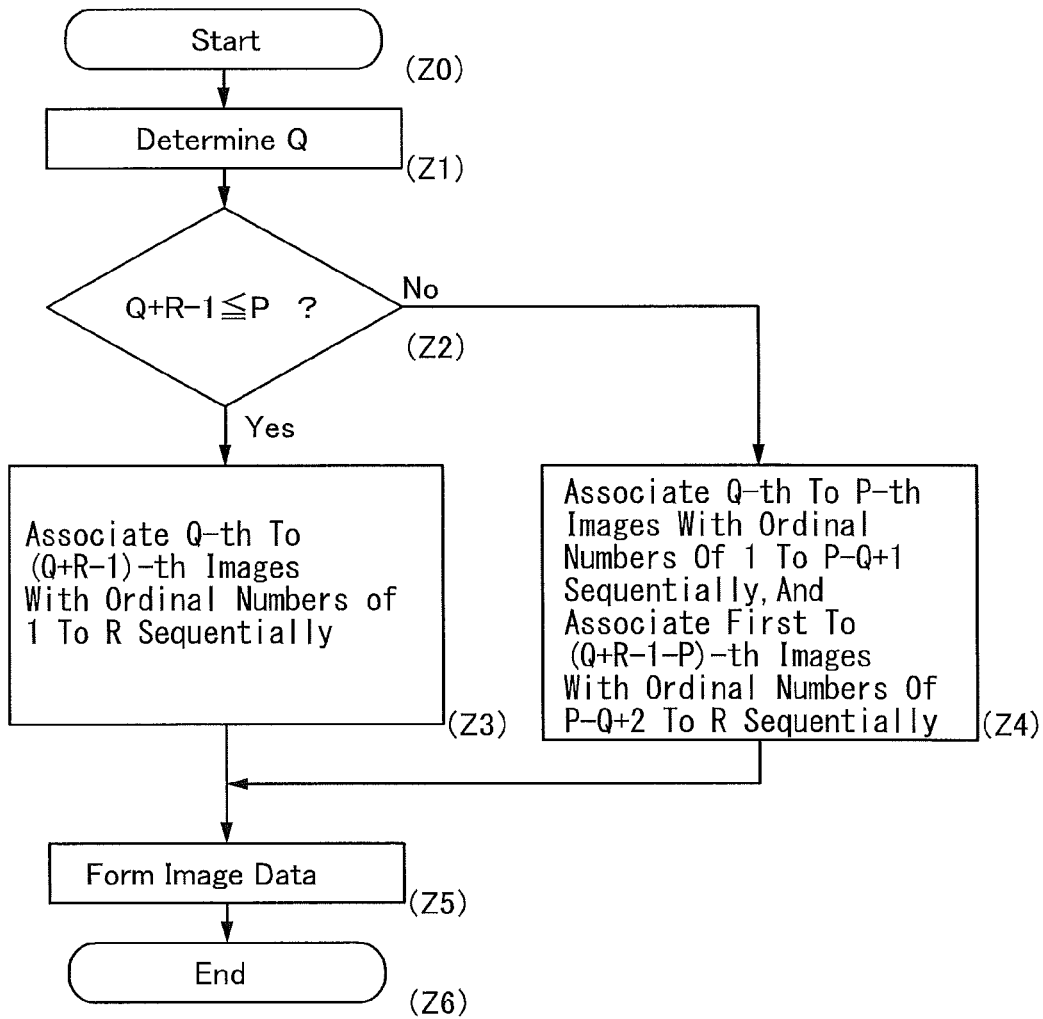 Start
(Z0)
Determine Q
(Z1)
Q+R-1≦P ?
No
(Z2)
Yes
Associate Q-th To
(Q+R-1)-th Images
With Ordinal Numbers of
1 To R Sequentially
(Z3)
Associate Q-th To P-th
Images With Ordinal
Numbers Of 1 To P-Q+1
Sequentially,And
Associate First To
(Q+R-1-P)-th Images
With Ordinal Numbers Of
P-Q+2 To R Sequentially
(Z4)
Form Image Data
(Z5)
End
(Z6)